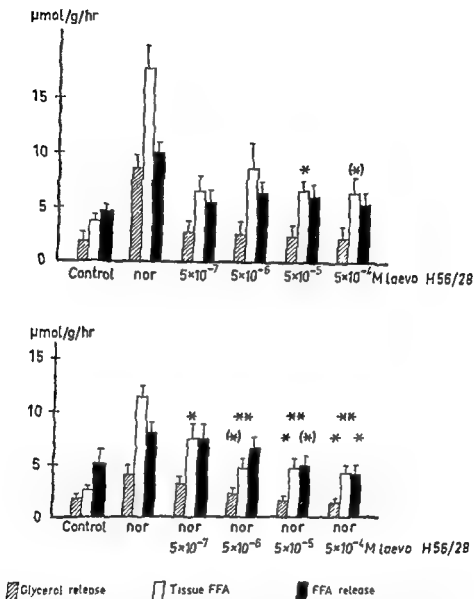 µmol/g/hr
15
10
*
(*)
5
0
Control nor 5×10⁻⁷ 5×10⁻⁶ 5×10⁻⁵ 5×10⁻⁴M laevo H56/28
µmol/g/hr
15
10
* ** ** **
(*) * (*) * *
5
0
Control nor nor nor nor nor
5×10⁻⁷ 5×10⁻⁶ 5×10⁻⁵ 5×10⁻⁴M laevo H56/28
Glycerol release Tissue FFA FFA release